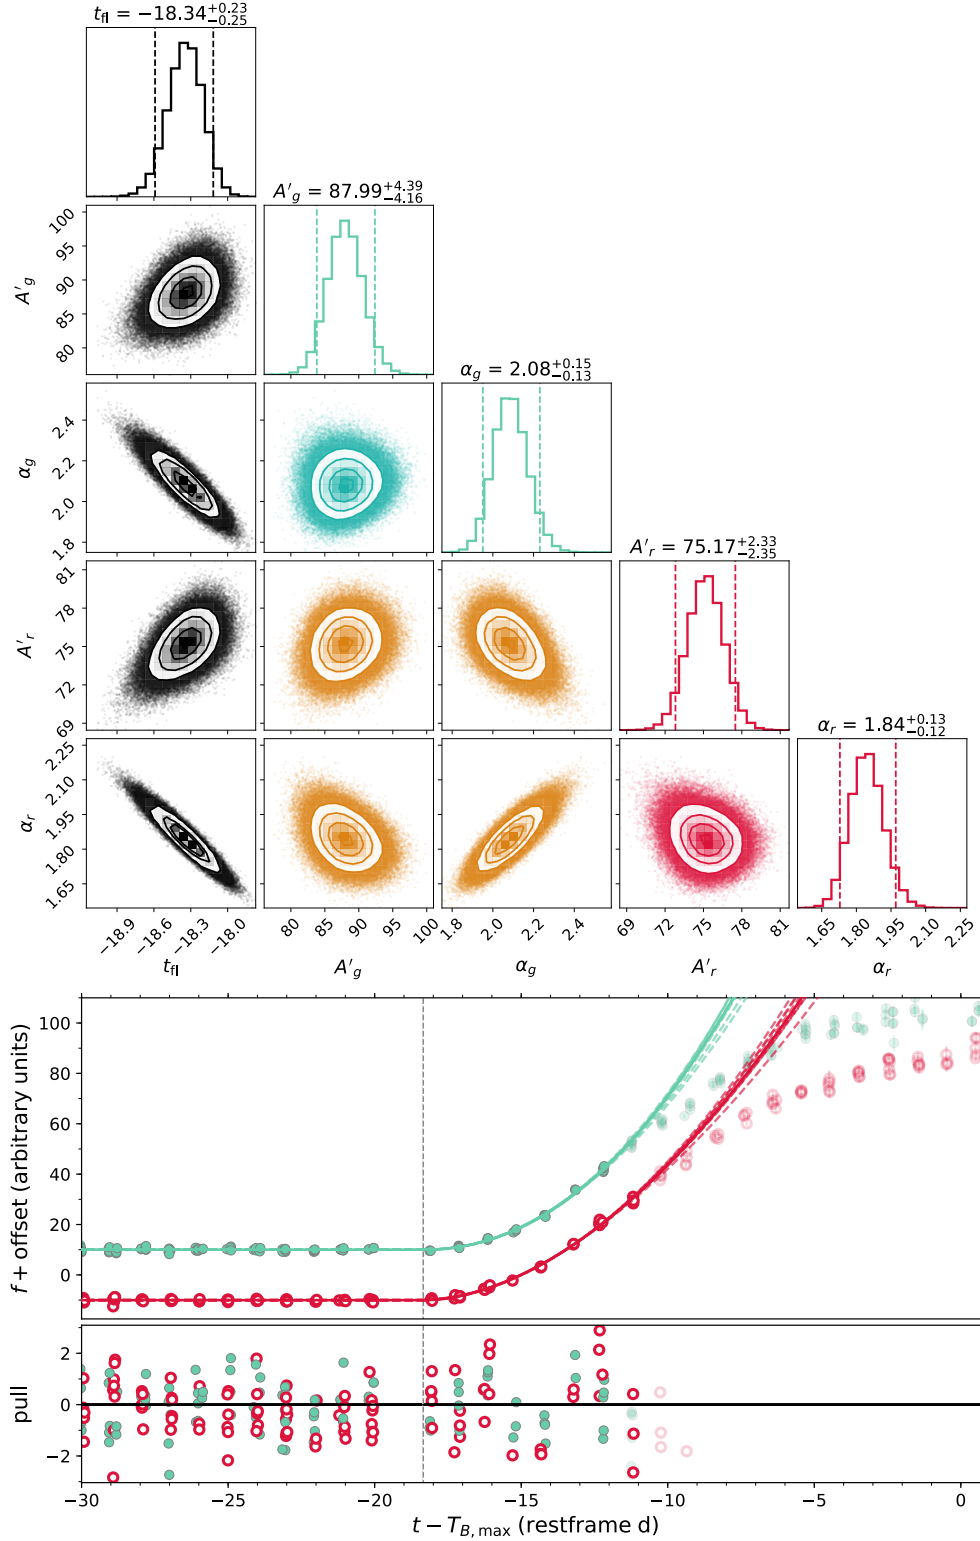 t_fl = −18.34 +0.23 −0.25
A′_g = 87.99 +4.39 −4.16
100
95
90
85
80
A′_g
α_g = 2.08 +0.15 −0.13
2.4
2.2
2.0
1.8
α_g
A′_r = 75.17 +2.33 −2.35
81
78
75
72
69
A′_r
α_r = 1.84 +0.13 −0.12
2.25
2.10
1.95
1.80
1.65
α_r
−18.9 −18.6 −18.3 −18.0
80 85 90 95 100
1.8 2.0 2.2 2.4
69 72 75 78 81
1.65 1.80 1.95 2.10 2.25
t_fl A′_g α_g A′_r α_r
100
80
60
40
20
0
f + offset (arbitrary units)
2
0
−2
pull
−30 −25 −20 −15 −10 −5 0
t − T_B,max (restframe d)